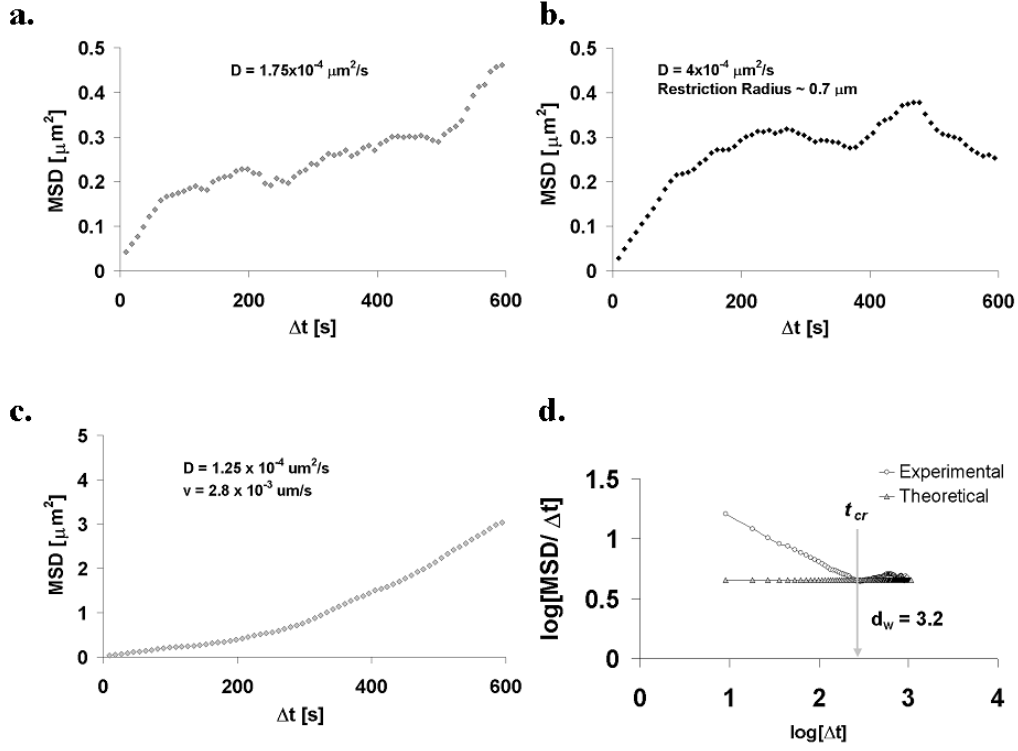 a.
D = 1.75x10⁻⁴ μm²/s
MSD [μm²]
0.5
0.4
0.3
0.2
0.1
0
0 200 400 600
Δt [s]
b.
D = 4x10⁻⁴ μm²/s
Restriction Radius ~ 0.7 μm
MSD [μm²]
0.5
0.4
0.3
0.2
0.1
0
0 200 400 600
Δt [s]
c.
D = 1.25 x 10⁻⁴ um²/s
v = 2.8 x 10⁻³ um/s
MSD [μm²]
5
4
3
2
1
0
0 200 400 600
Δt [s]
d.
Experimental
Theoretical
t cr
d w = 3.2
log[MSD/ Δt]
1.5
1
0.5
0
0 1 2 3 4
log[Δt]